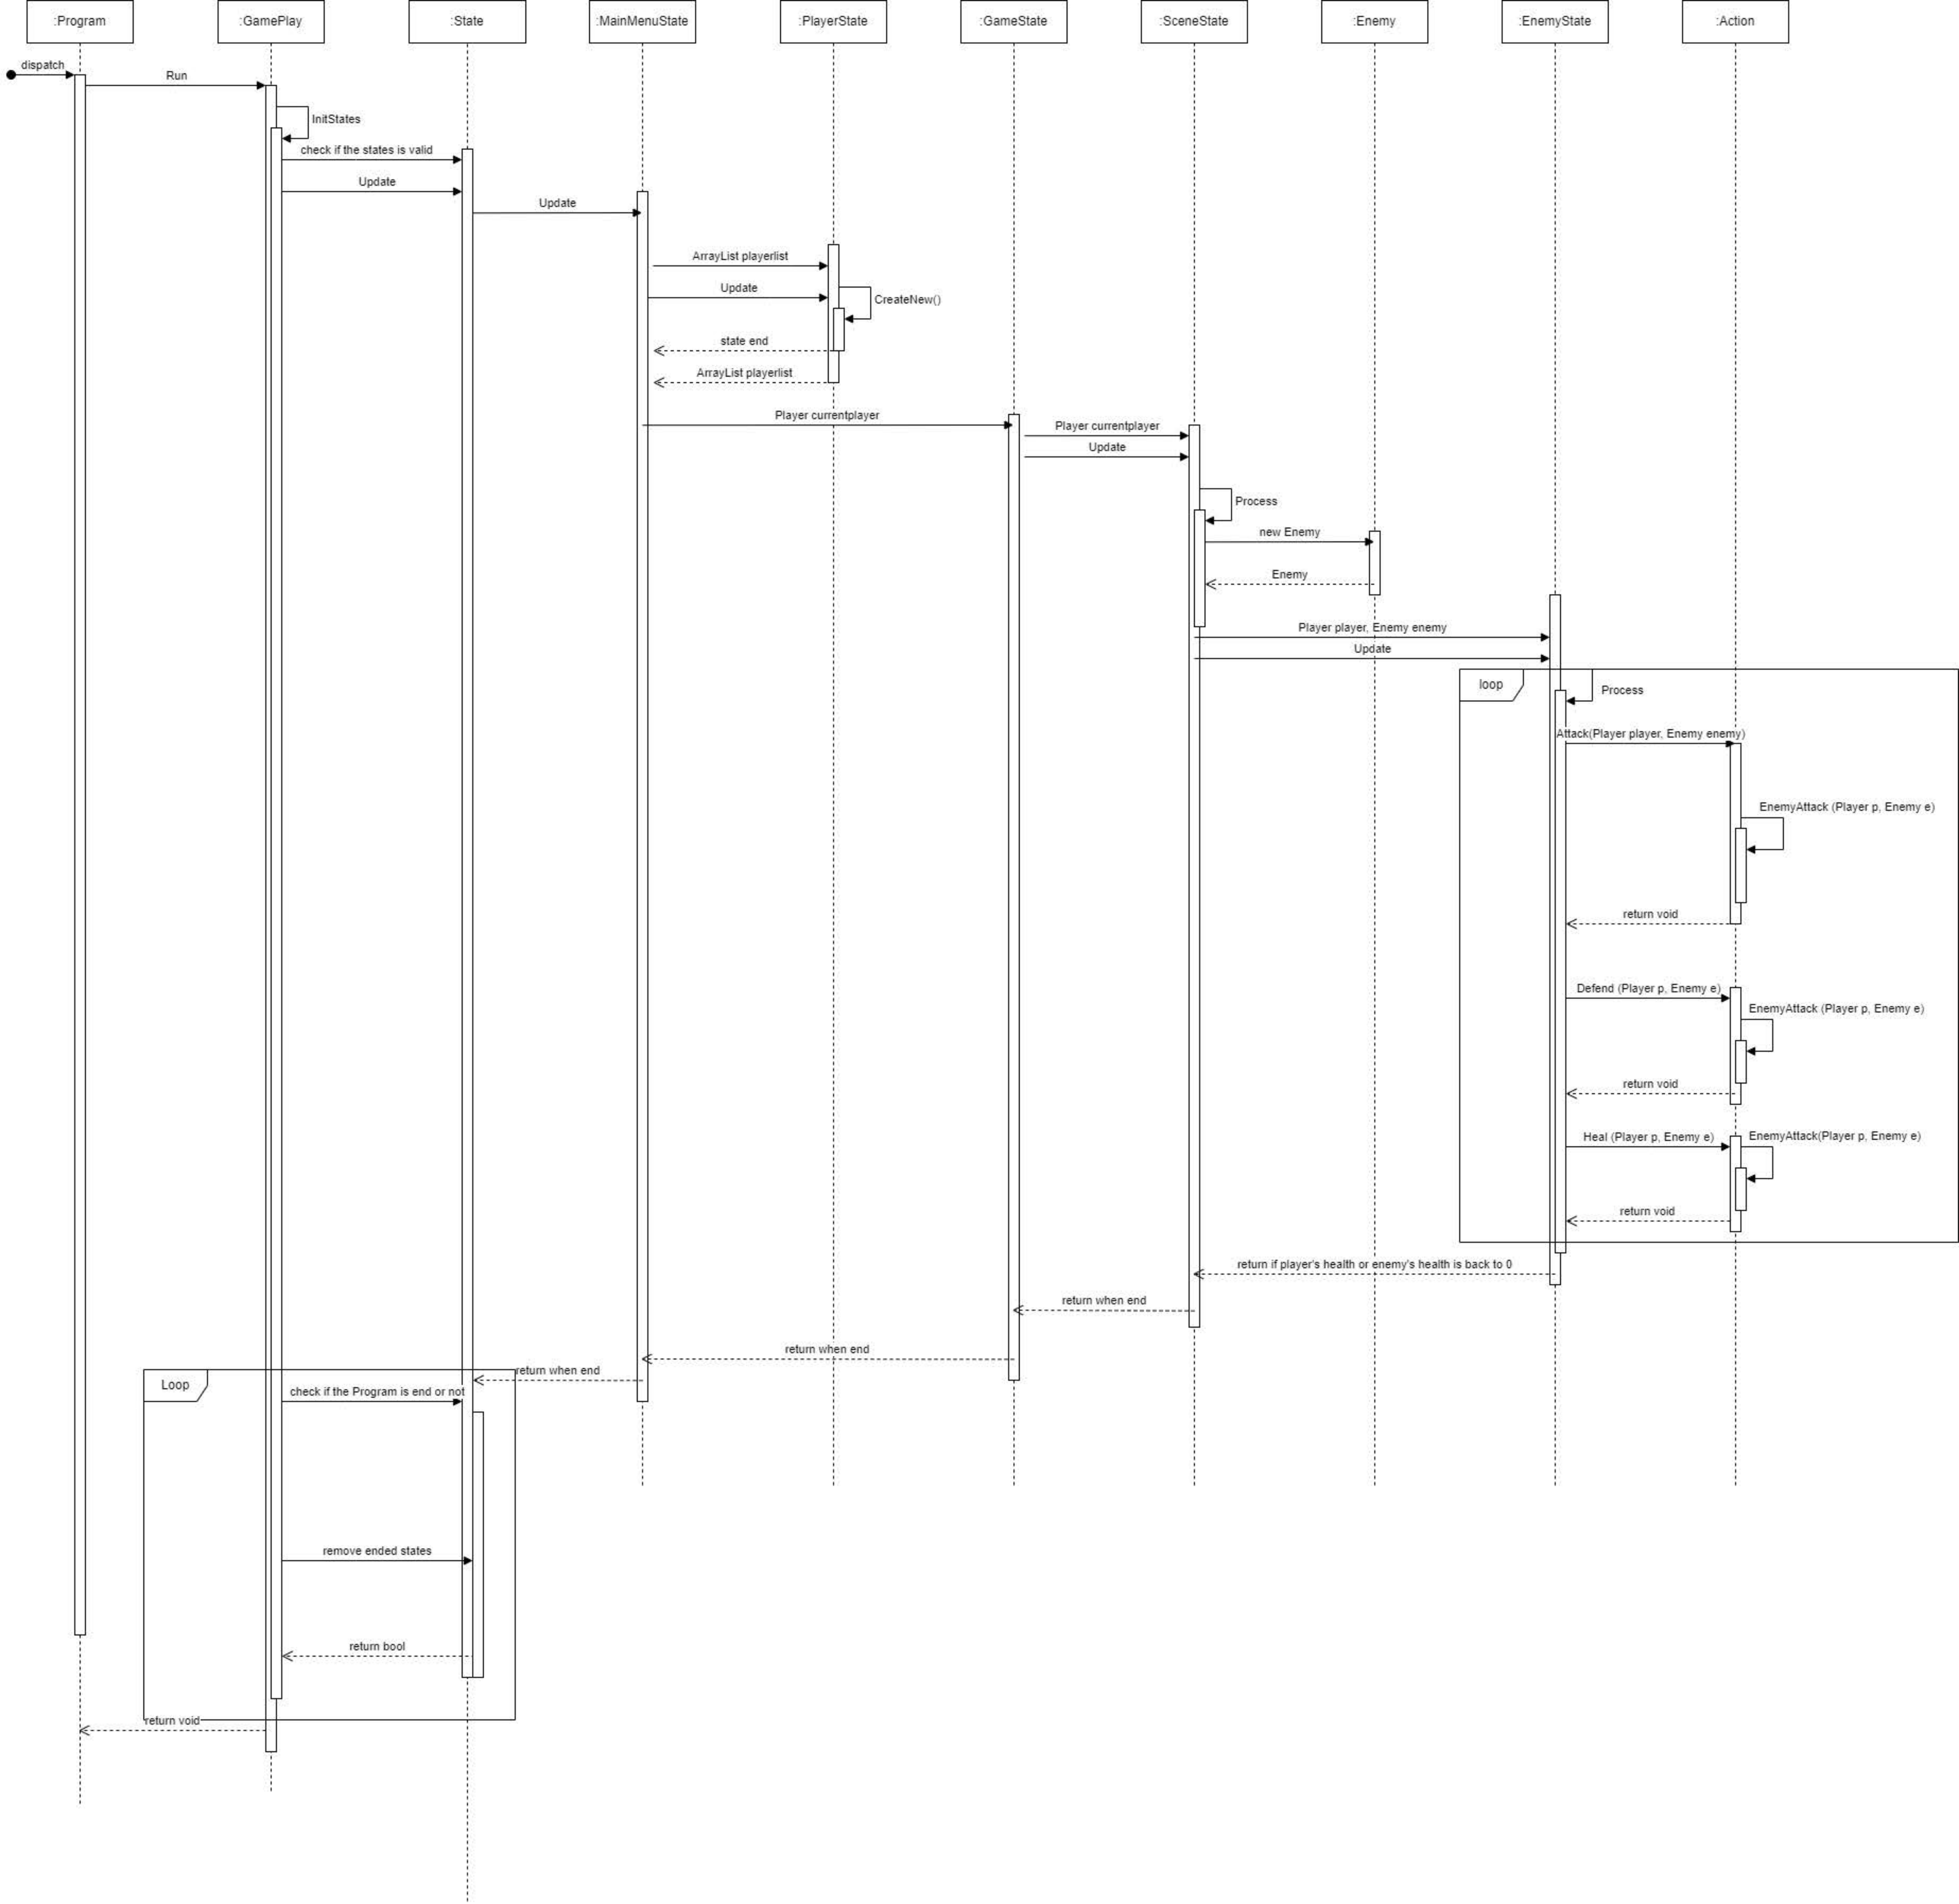 :Program
:GamePlay
:State
:MainMenuState
:PlayerState
:GameState
:SceneState
:Enemy
:EnemyState
:Action
dispatch
Run
InitStates
check if the states is valid
Update
Update
ArrayList playerlist
Update
CreateNew()
state end
ArrayList playerlist
Player currentplayer
Player currentplayer
Update
Process
new Enemy
Enemy
Player player, Enemy enemy
Update
loop
Process
Attack(Player player, Enemy enemy)
EnemyAttack (Player p, Enemy e)
return void
Defend (Player p, Enemy e)
EnemyAttack (Player p, Enemy e)
return void
Heal (Player p, Enemy e)
EnemyAttack(Player p, Enemy e)
return void
return if player's health or enemy's health is back to 0
return when end
return when end
return when end
Loop
check if the Program is end or not
remove ended states
return bool
return void